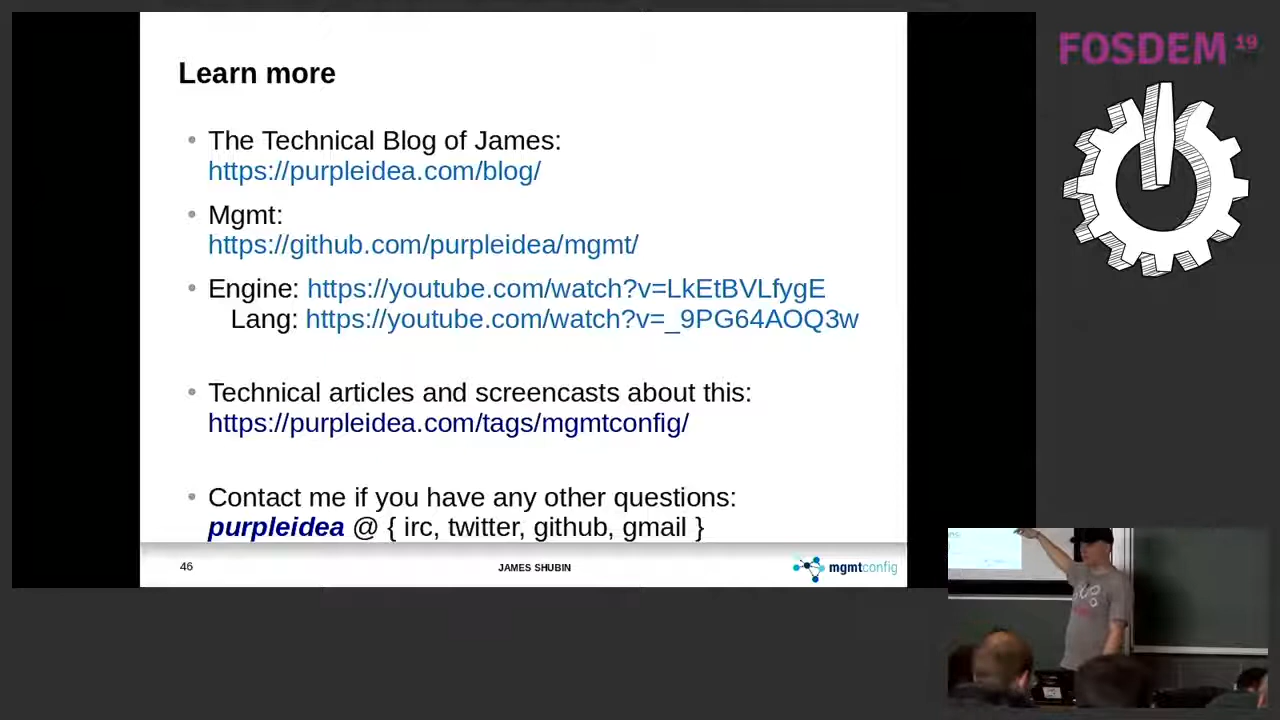 FOSDEM 19
Learn more
The Technical Blog of James:
https://purpleidea.com/blog/
Mgmt:
https://github.com/purpleidea/mgmt/
Engine: https://youtube.com/watch?v=LkEtBVLfygE
Lang: https://youtube.com/watch?v=_9PG64AOQ3w
Technical articles and screencasts about this:
https://purpleidea.com/tags/mgmtconfig/
Contact me if you have any other questions:
purpleidea @ { irc, twitter, github, gmail }
46
JAMES SHUBIN
mgmtconfig